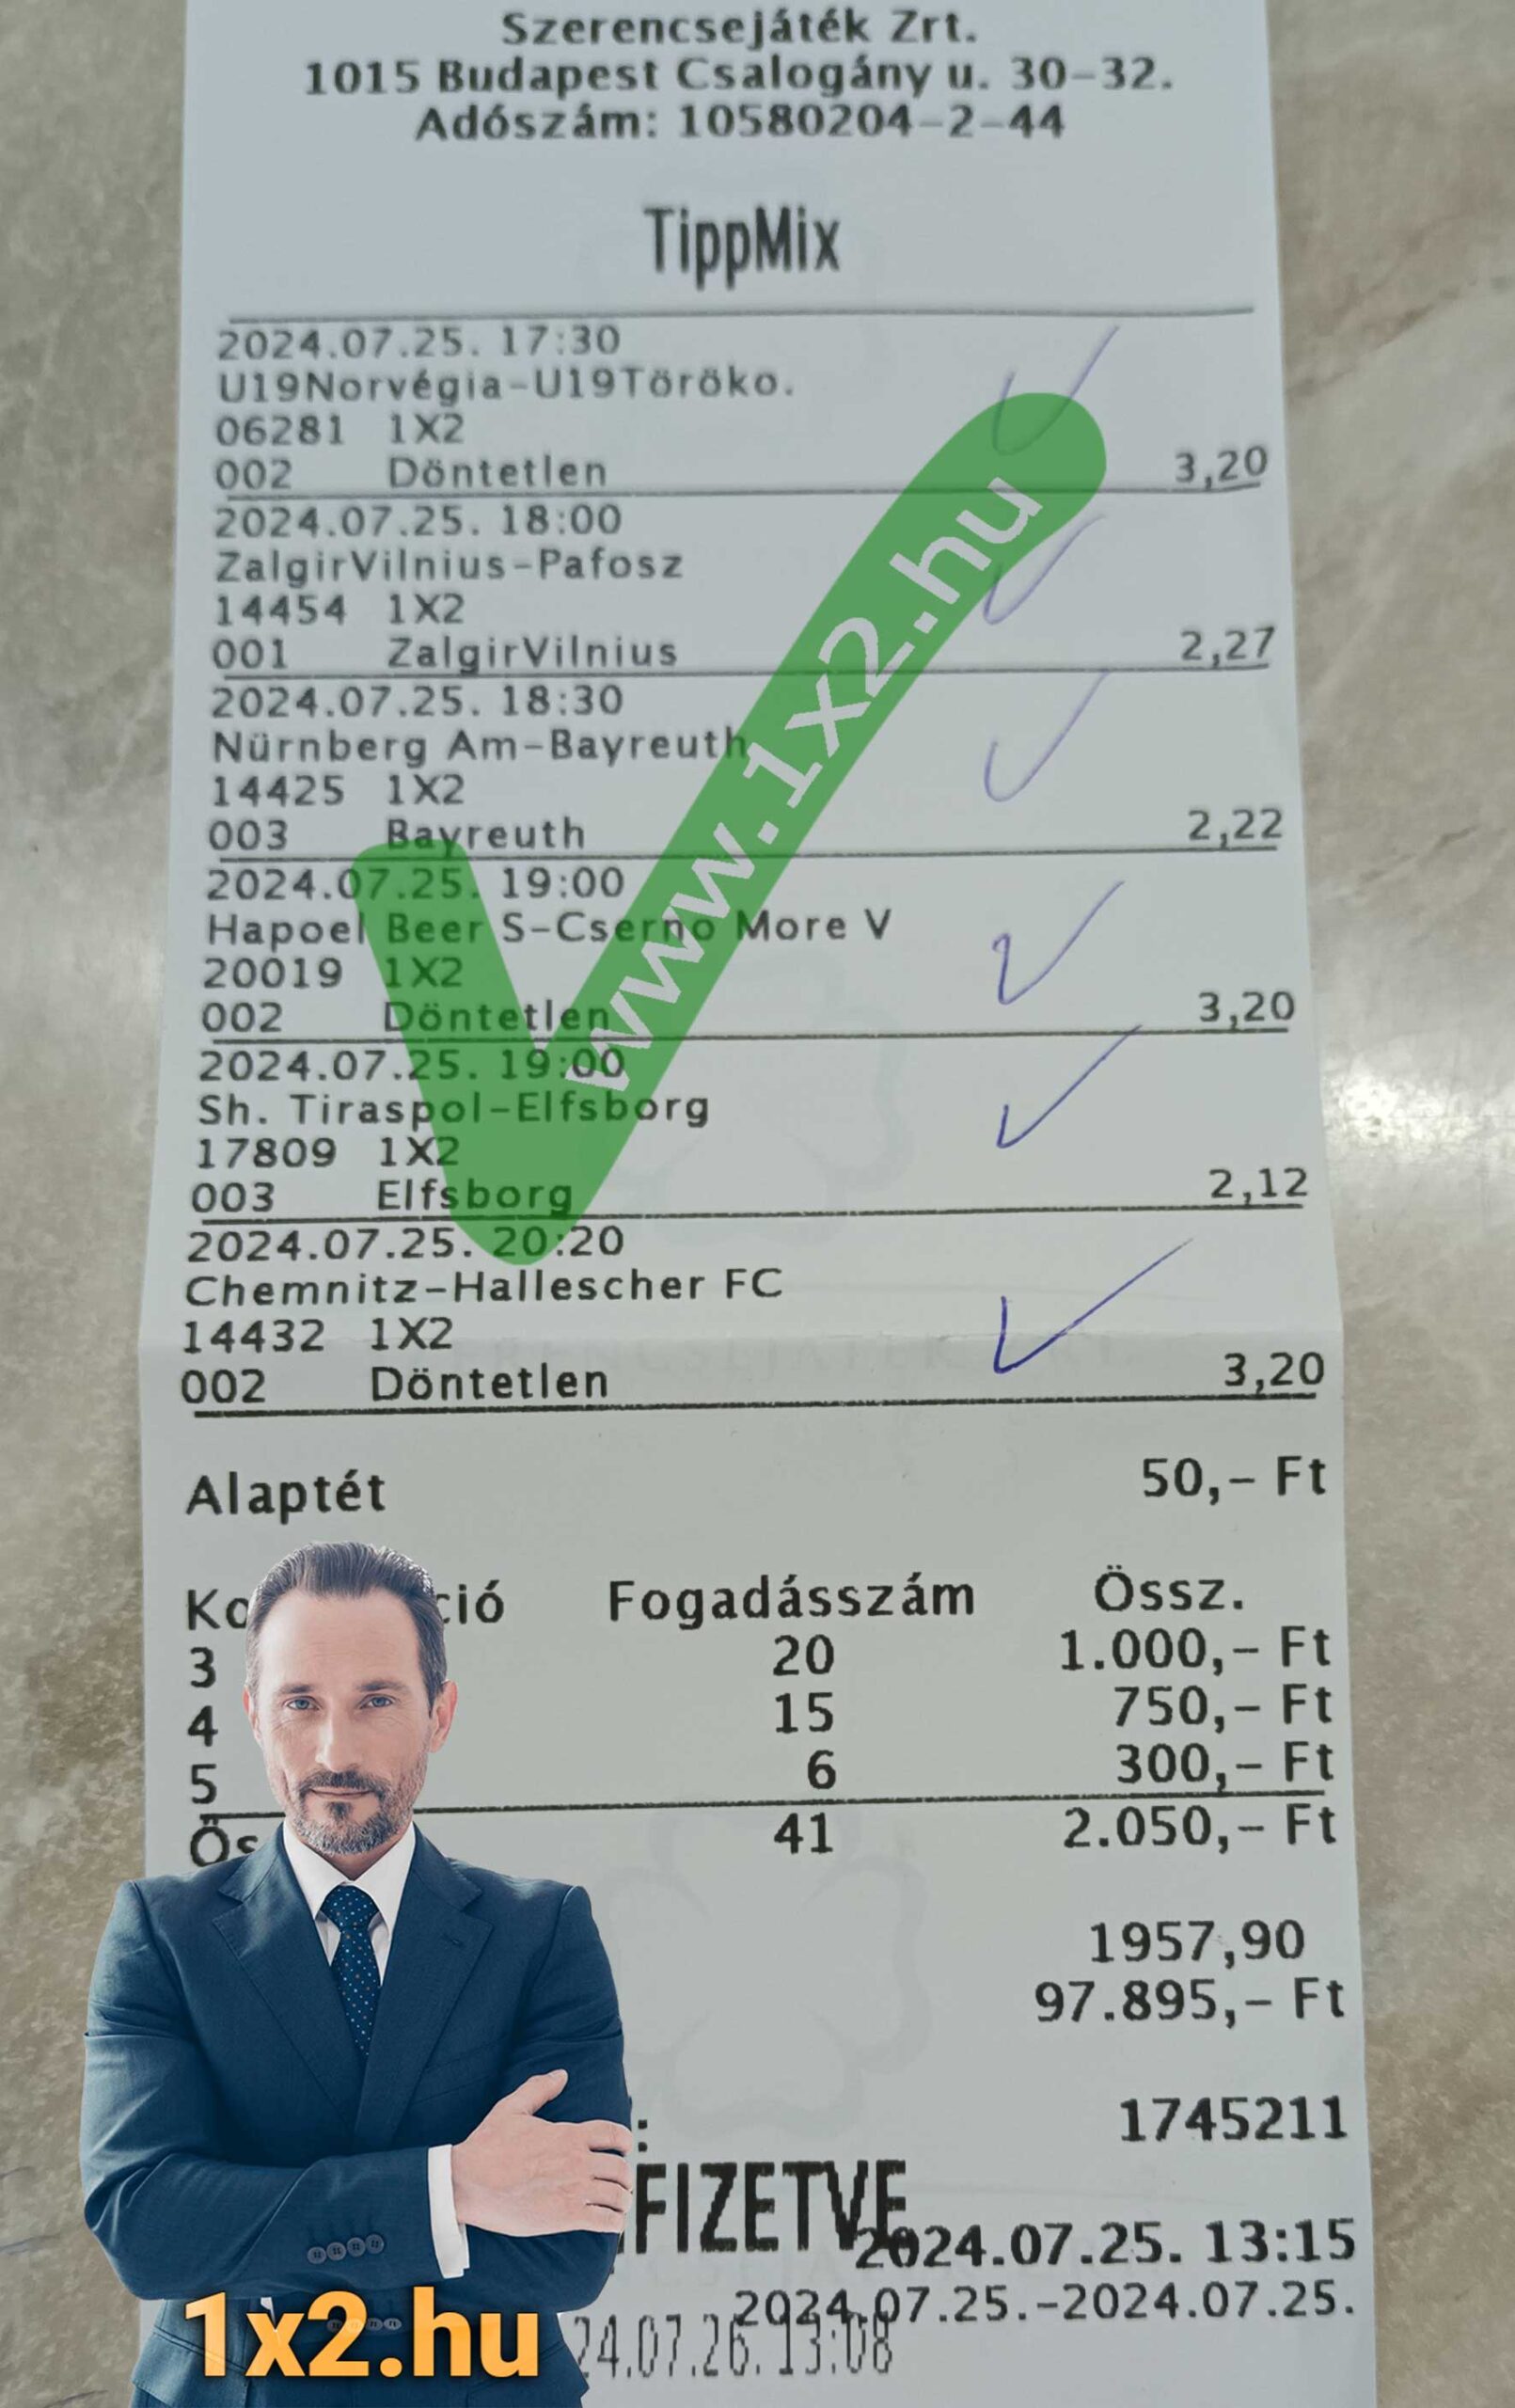 Szerencsejáték Zrt.
1015 Budapest Csalogány u. 30-32.
Adószám: 10580204-2-44
TippMix
2024.07.25. 17:30
U19Norvégia-U19Töröko.
06281 1X2
002 Döntetlen 3,20
2024.07.25. 18:00
ZalgirVilnius-Pafosz
14454 1X2
001 ZalgirVilnius 2,27
2024.07.25. 18:30
Nürnberg Am-Bayreuth
14425 1X2
003 Bayreuth 2,22
2024.07.25. 19:00
Hapoel Beer S-Cserno More V
20019 1X2
002 Döntetlen 3,20
2024.07.25. 19:00
Sh. Tiraspol-Elfsborg
17809 1X2
003 Elfsborg 2,12
2024.07.25. 20:20
Chemnitz-Hallescher FC
14432 1X2
002 Döntetlen 3,20
www.1x2.hu
Alaptét 50,- Ft
Fogadásszám Össz.
3 20 1.000,- Ft
4 15 750,- Ft
5 6 300,- Ft
41 2.050,- Ft
1957,90
97.895,- Ft
: 1745211
FIZETVE
2024.07.25. 13:15
2024.07.25.-2024.07.25.
24.07.26. 13:08
1x2.hu